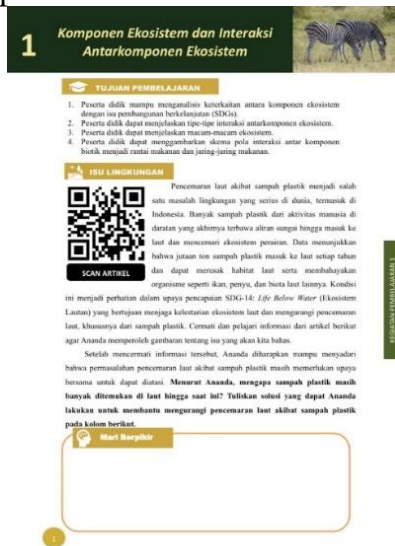 1
Komponen Ekosistem dan Interaksi
Antarkomponen Ekosistem
TUJUAN PEMBELAJARAN
1. Peserta didik mampu menganalisis keterkaitan antara komponen ekosistem
dengan isu pembangunan berkelanjutan (SDGs).
2. Peserta didik dapat menjelaskan tipe-tipe interaksi antarkomponen ekosistem.
3. Peserta didik dapat menjelaskan macam-macam ekosistem.
4. Peserta didik dapat menggambarkan skema pola interaksi antar komponen
biotik menjadi rantai makanan dan jaring-jaring makanan.
ISU LINGKUNGAN
Pencemaran laut akibat sampah plastik menjadi salah
satu masalah lingkungan yang serius di dunia, termasuk di
Indonesia. Banyak sampah plastik dari aktivitas manusia di
daratan yang akhirnya terbawa aliran sungai hingga masuk ke
laut dan mencemari ekosistem perairan. Data menunjukkan
bahwa jutaan ton sampah plastik masuk ke laut setiap tahun
dan dapat merusak habitat laut serta membahayakan
SCAN ARTIKEL
organisme seperti ikan, penyu, dan biota laut lainnya. Kondisi
ini menjadi perhatian dalam upaya pencapaian SDG-14: Life Below Water (Ekosistem
Lautan) yang bertujuan menjaga kelestarian ekosistem laut dan mengurangi pencemaran
laut, khususnya dari sampah plastik. Cermati dan pelajari informasi dari artikel berikut
agar Ananda memperoleh gambaran tentang isu yang akan kita bahas.
Setelah mencermati informasi tersebut, Ananda diharapkan mampu menyadari
bahwa permasalahan pencemaran laut akibat sampah plastik masih memerlukan upaya
bersama untuk dapat diatasi. Menurut Ananda, mengapa sampah plastik masih
banyak ditemukan di laut hingga saat ini? Tuliskan solusi yang dapat Ananda
lakukan untuk membantu mengurangi pencemaran laut akibat sampah plastik
pada kolom berikut.
Mari Berpikir
KEGIATAN PEMBELAJARAN 1
1